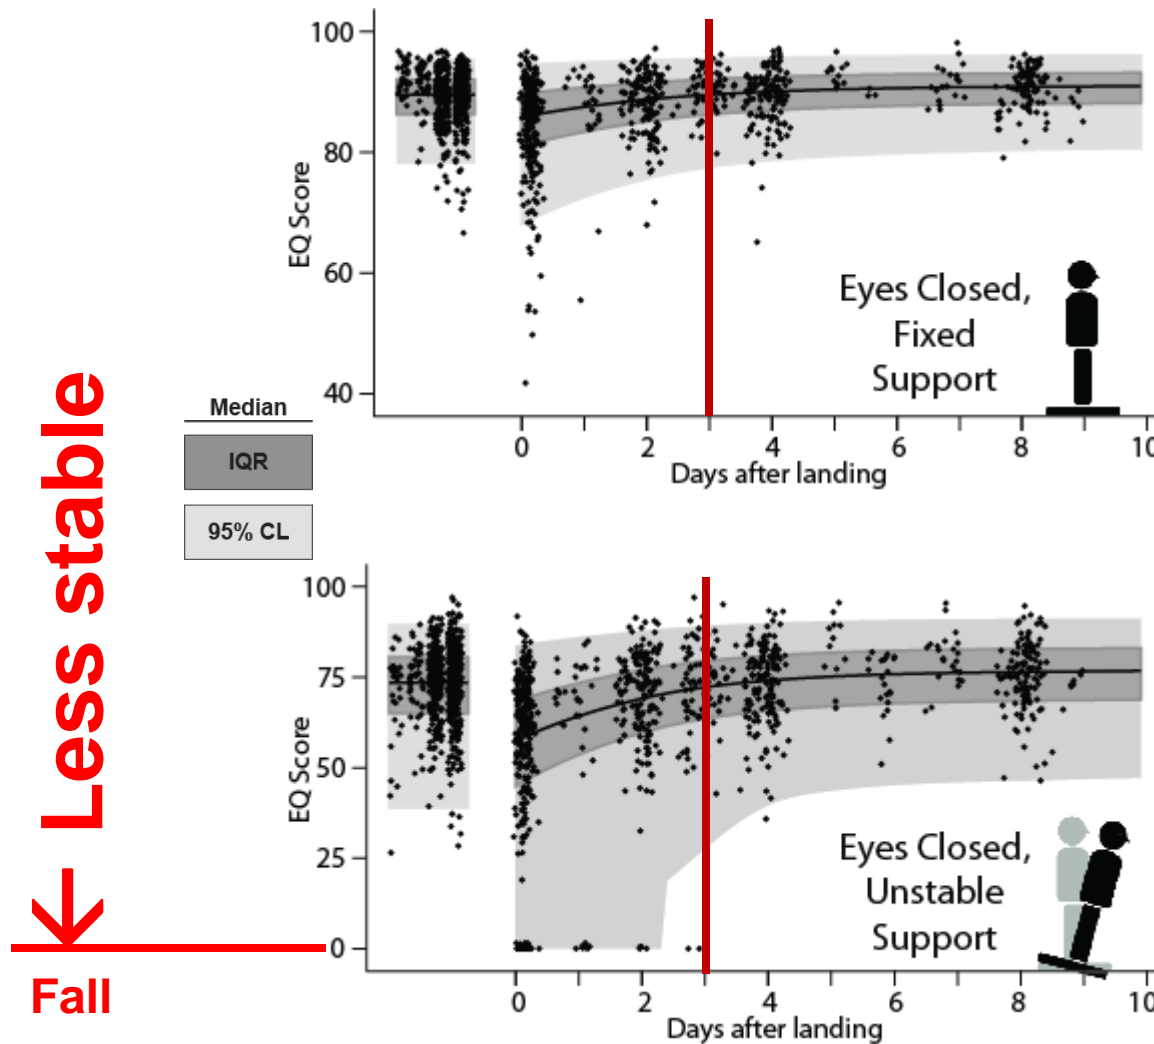 100
80
60
40
EQ Score
Eyes Closed,
Fixed
Support
0 2 4 6 8 10
Days after landing
Less stable
Fall
Median
IQR
95% CL
100
75
50
25
0
EQ Score
Eyes Closed,
Unstable
Support
0 2 4 6 8 10
Days after landing